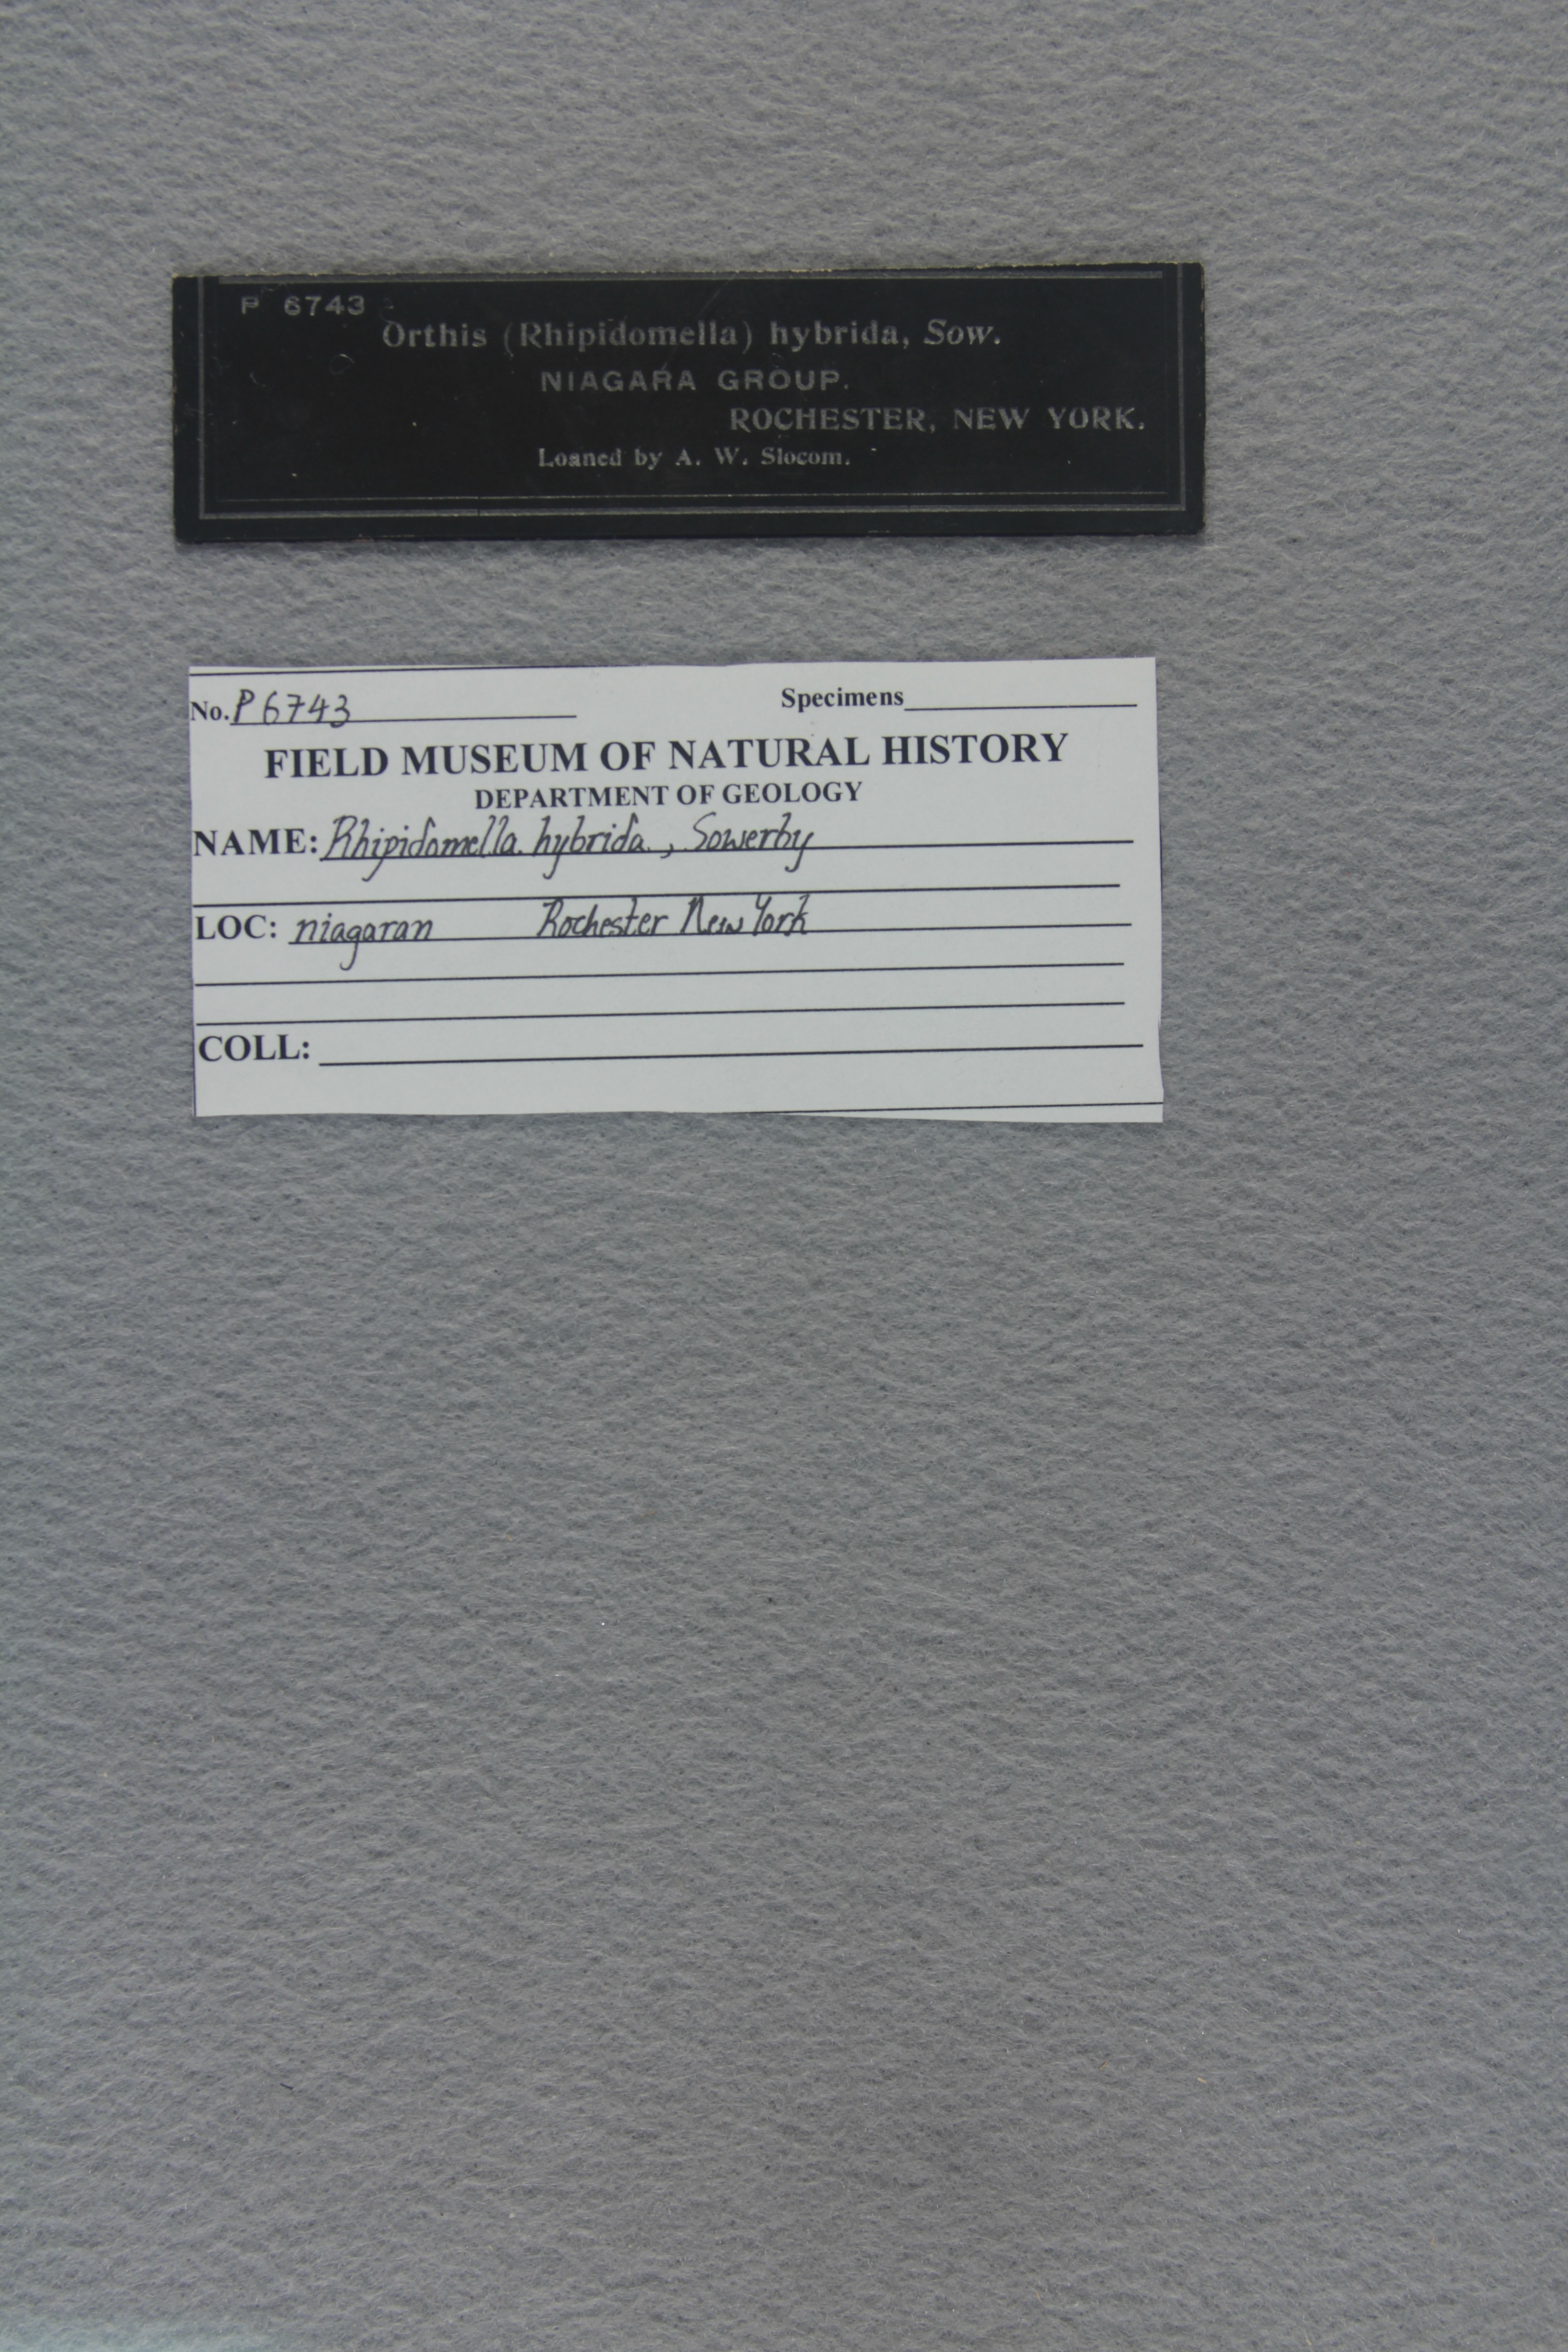 P 6743
Orthis (Rhipidomella) hybrida, Sow.
NIAGARA GROUP.
ROCHESTER, NEW YORK.
Loaned by A. W. Slocom.
No. P 6743 Specimens
FIELD MUSEUM OF NATURAL HISTORY
DEPARTMENT OF GEOLOGY
NAME: Rhipidomella hybrida, Sowerby
LOC: niagaran Rochester New York
COLL: